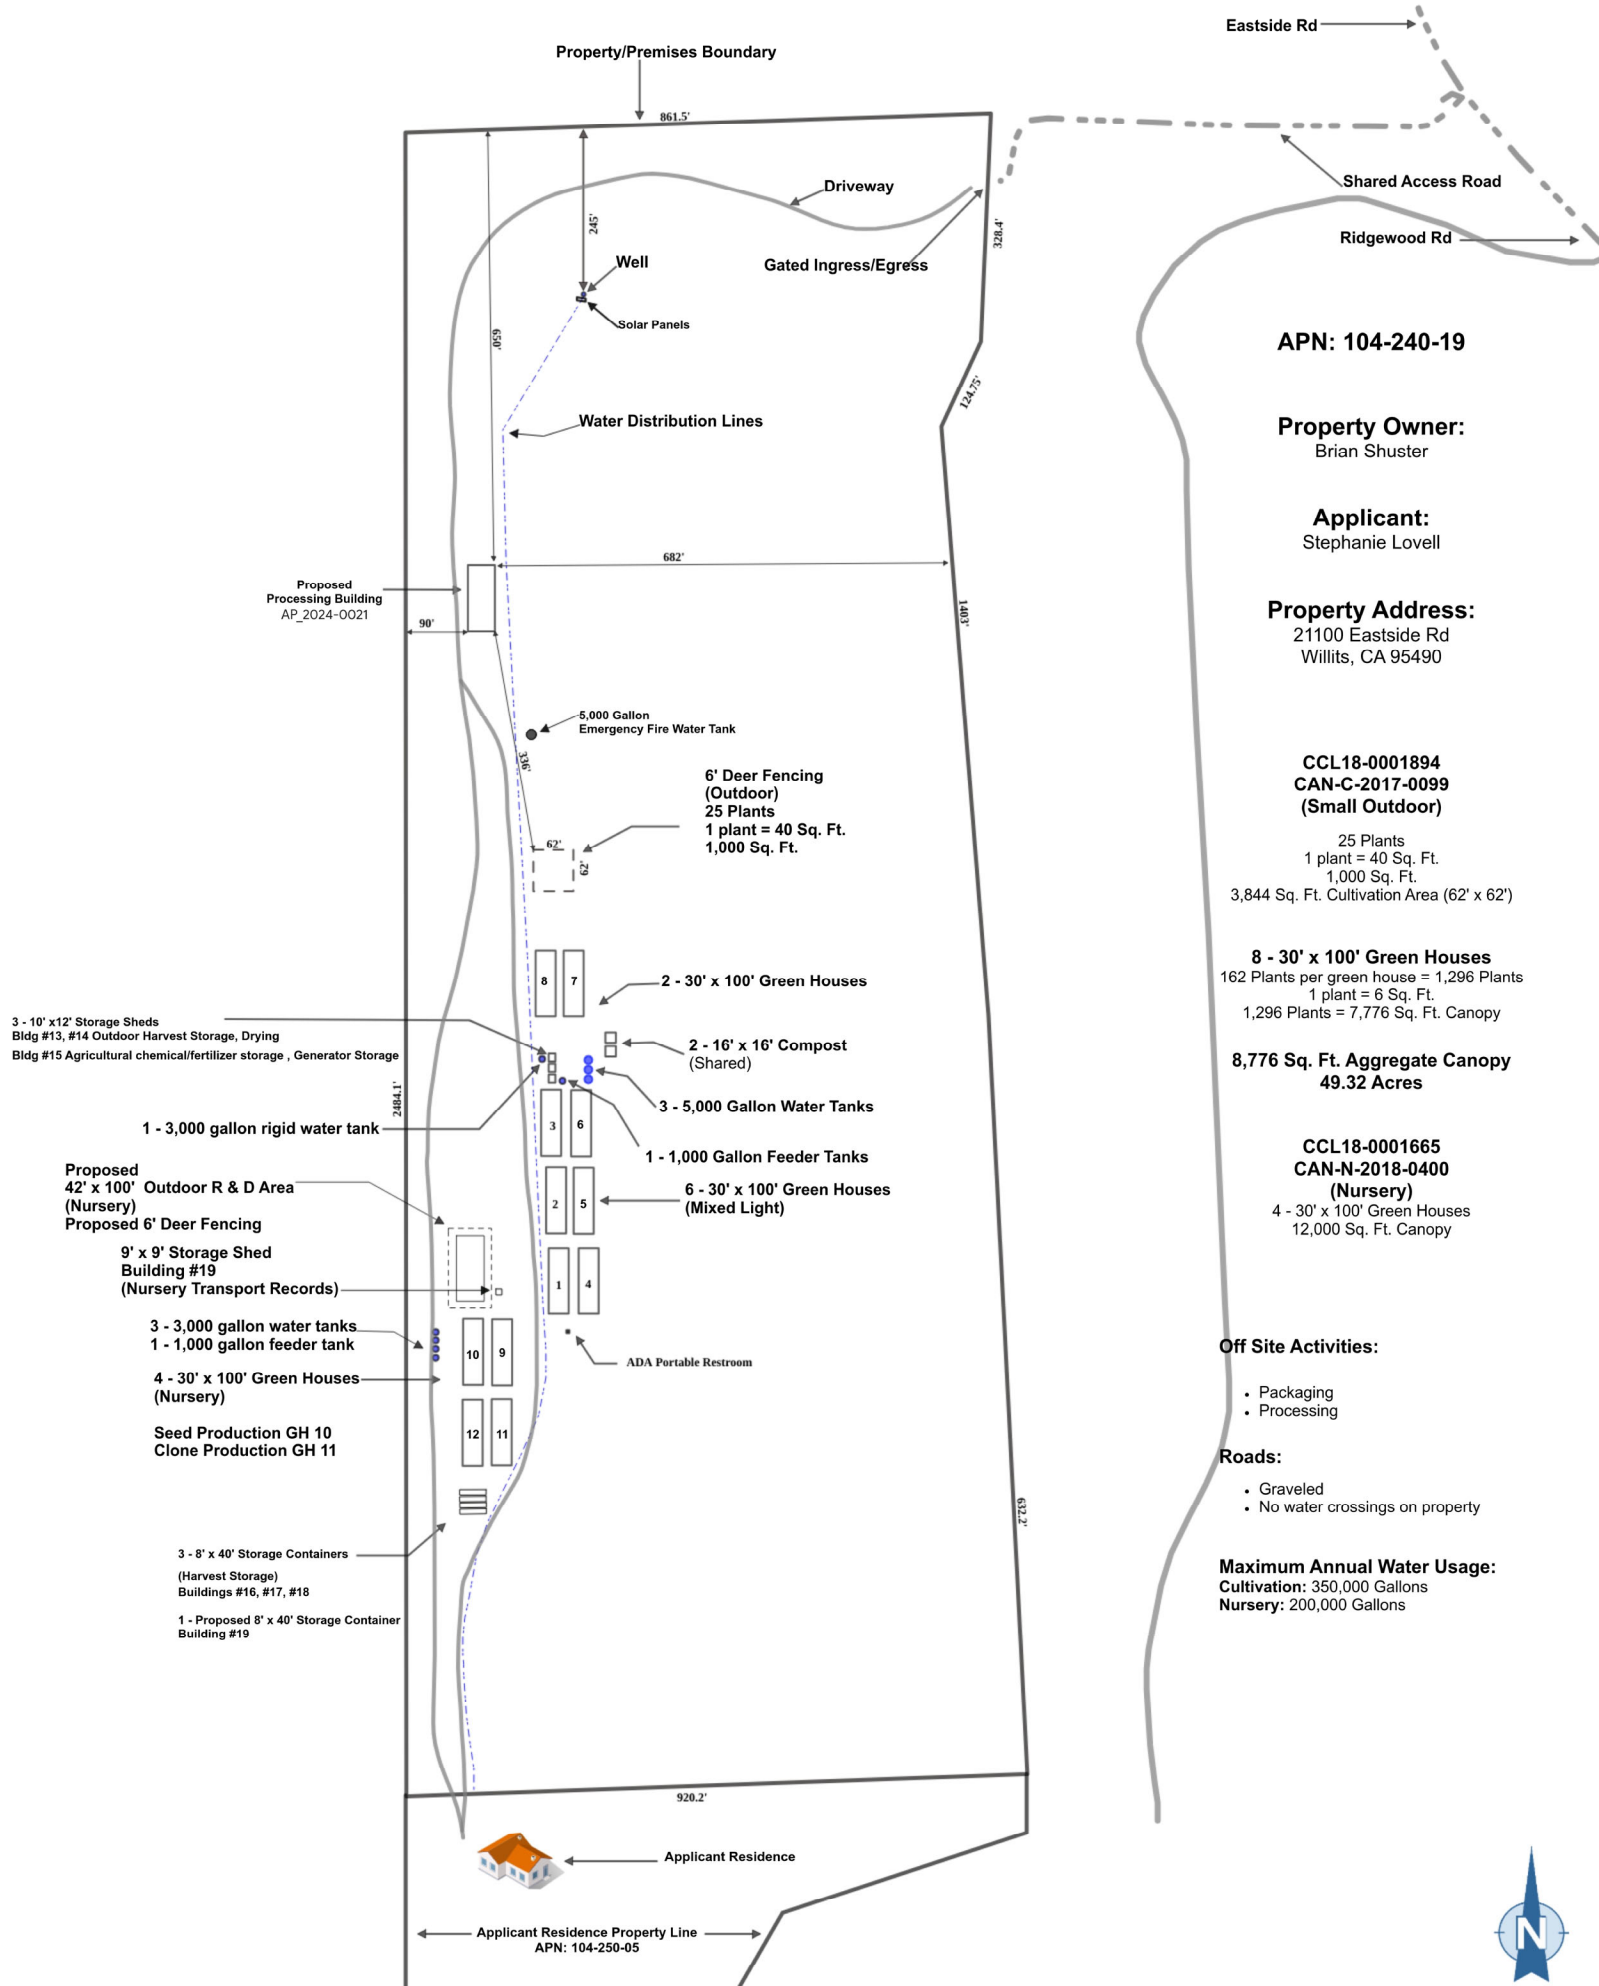 Eastside Rd
Property/Premises Boundary
861.5'
Driveway
Shared Access Road
245'
328.4'
Ridgewood Rd
Well
Gated Ingress/Egress
Solar Panels
650'
APN: 104-240-19
124.75'
Water Distribution Lines
Property Owner:
Brian Shuster
Applicant:
Stephanie Lovell
682'
Proposed
Processing Building
AP_2024-0021
90'
1403'
Property Address:
21100 Eastside Rd
Willits, CA 95490
5,000 Gallon
Emergency Fire Water Tank
336'
6' Deer Fencing
(Outdoor)
25 Plants
1 plant = 40 Sq. Ft.
1,000 Sq. Ft.
62'
62'
CCL18-0001894
CAN-C-2017-0099
(Small Outdoor)
25 Plants
1 plant = 40 Sq. Ft.
1,000 Sq. Ft.
3,844 Sq. Ft. Cultivation Area (62' x 62')
8 - 30' x 100' Green Houses
162 Plants per green house = 1,296 Plants
1 plant = 6 Sq. Ft.
1,296 Plants = 7,776 Sq. Ft. Canopy
8,776 Sq. Ft. Aggregate Canopy
49.32 Acres
CCL18-0001665
CAN-N-2018-0400
(Nursery)
4 - 30' x 100' Green Houses
12,000 Sq. Ft. Canopy
8
7
2 - 30' x 100' Green Houses
3 - 10' x12' Storage Sheds
Bldg #13, #14 Outdoor Harvest Storage, Drying
Bldg #15 Agricultural chemical/fertilizer storage , Generator Storage
2 - 16' x 16' Compost
(Shared)
2484.1'
3 - 5,000 Gallon Water Tanks
1 - 3,000 gallon rigid water tank
3
6
1 - 1,000 Gallon Feeder Tanks
Proposed
42' x 100'  Outdoor R & D Area
(Nursery)
Proposed 6' Deer Fencing
2
5
6 - 30' x 100' Green Houses
(Mixed Light)
9' x 9' Storage Shed
Building #19
(Nursery Transport Records)
1
4
3 - 3,000 gallon water tanks
1 - 1,000 gallon feeder tank
10
9
ADA Portable Restroom
4 - 30' x 100' Green Houses
(Nursery)
Seed Production GH 10
Clone Production GH 11
12
11
Off Site Activities:
• Packaging
• Processing
Roads:
• Graveled
• No water crossings on property
632.2'
3 - 8' x 40' Storage Containers
(Harvest Storage)
Buildings #16, #17, #18
1 - Proposed 8' x 40' Storage Container
Building #19
Maximum Annual Water Usage:
Cultivation: 350,000 Gallons
Nursery: 200,000 Gallons
920.2'
Applicant Residence
Applicant Residence Property Line
APN: 104-250-05
N